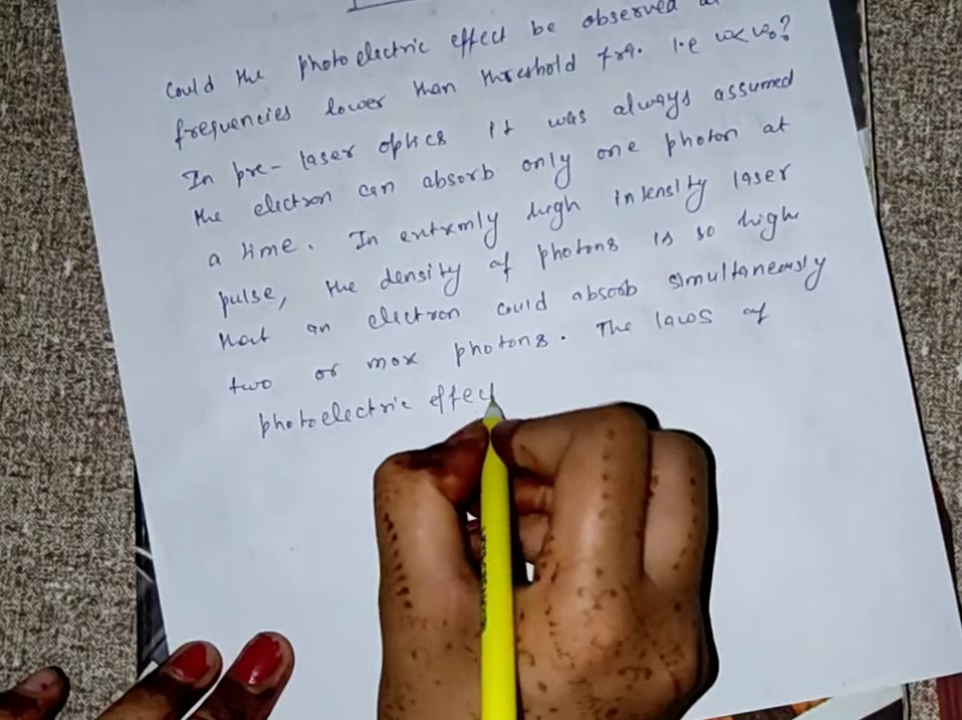 Could the photoelectric effect be observed
frequencies lower than threshold frq. i.e ν<ν₀?
In pre-laser optics it was always assumed
the electron can absorb only one photon at
a time. In extremly high intensity laser
pulse, the density of photons is so high
that an electron could absorb simultaneously
two or more photons. The laws of
photoelectric effect